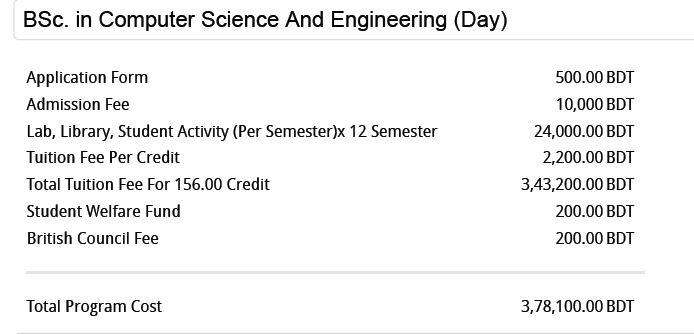 BSc. in Computer Science And Engineering (Day)
Application Form 500.00 BDT
Admission Fee 10,000 BDT
Lab, Library, Student Activity (Per Semester)x 12 Semester 24,000.00 BDT
Tuition Fee Per Credit 2,200.00 BDT
Total Tuition Fee For 156.00 Credit 3,43,200.00 BDT
Student Welfare Fund 200.00 BDT
British Council Fee 200.00 BDT
Total Program Cost 3,78,100.00 BDT